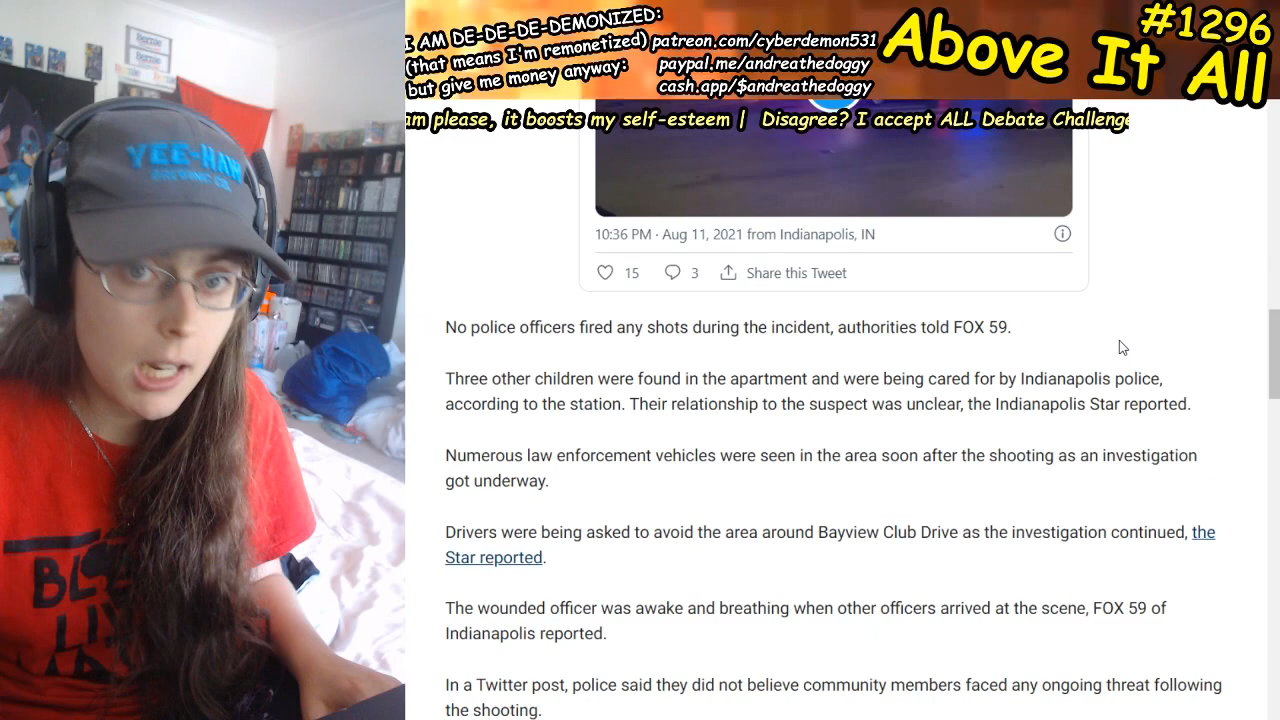 I AM DE-DE-DE-DEMONIZED:
(that means I'm remonetized)
but give me money anyway:
patreon.com/cyberdemon531
paypal.me/andreathedoggy
cash.app/$andreathedoggy
#1296
Above It All
am please, it boosts my self-esteem | Disagree? I accept ALL Debate Challenge
Bernie
Bernie
YEE-HAW
10:36 PM · Aug 11, 2021 from Indianapolis, IN
15 3 Share this Tweet
No police officers fired any shots during the incident, authorities told FOX 59.
Three other children were found in the apartment and were being cared for by Indianapolis police,
according to the station. Their relationship to the suspect was unclear, the Indianapolis Star reported.
Numerous law enforcement vehicles were seen in the area soon after the shooting as an investigation
got underway.
Drivers were being asked to avoid the area around Bayview Club Drive as the investigation continued, the
Star reported.
The wounded officer was awake and breathing when other officers arrived at the scene, FOX 59 of
Indianapolis reported.
In a Twitter post, police said they did not believe community members faced any ongoing threat following
the shooting.